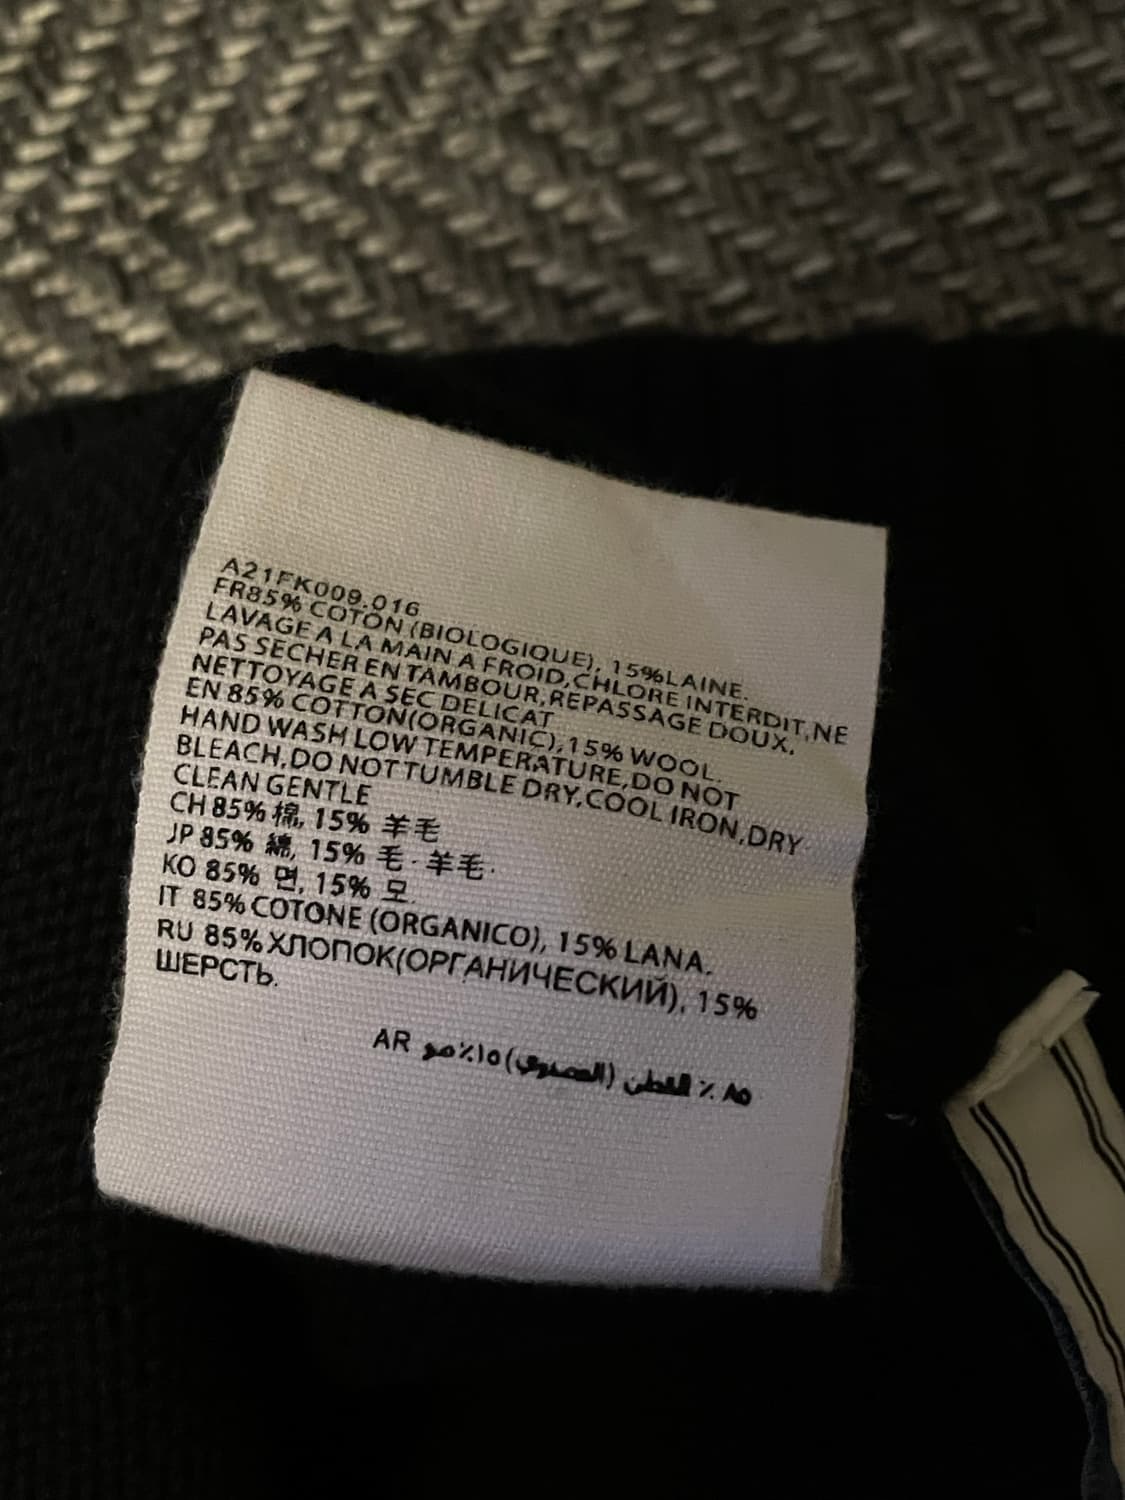 A21FK009.016
FR85% COTON (BIOLOGIQUE), 15%LAINE.
LAVAGE A LA MAIN A FROID,CHLORE INTERDIT,NE
PAS SECHER EN TAMBOUR,REPASSAGE DOUX,
NETTOYAGE A SEC DELICAT
EN 85% COTTON(ORGANIC),15% WOOL.
HAND WASH LOW TEMPERATURE,DO NOT
BLEACH,DO NOT TUMBLE DRY,COOL IRON,DRY
CLEAN GENTLE
CH 85% 棉, 15% 羊毛
JP 85% 綿, 15% 毛·羊毛·
KO 85% 면, 15% 모.
IT 85% COTONE (ORGANICO), 15% LANA.
RU 85% ХЛОПОК(ОРГАНИЧЕСКИЙ), 15%
ШЕРСТЬ.
AR ٨٥ ٪ القطن ١٥٪